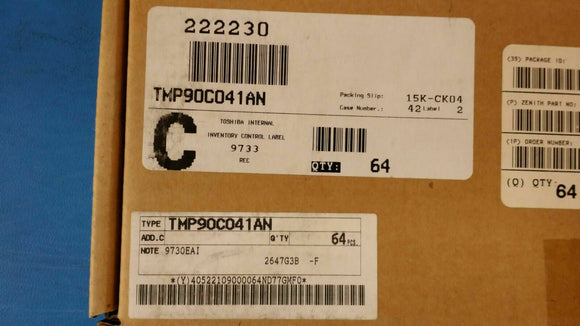 222230
TMP90C041AN
Packing Slip: 15K-CK04
Case Number.: 42 Label 2
C
TOSHIBA INTERNAL
INVENTORY CONTROL LABEL
9733
REC
QTY: 64
(3S) PACKAGE ID:
(P) ZENITH PART NO:
(1P) ORDER NUMBER:
(Q) QTY: 64
TYPE TMP90C041AN
ADD.C Q'TY 64 PCS.
NOTE 9730EAI
2647G3B -F
*(Y)40522109000064ND77GMF0*